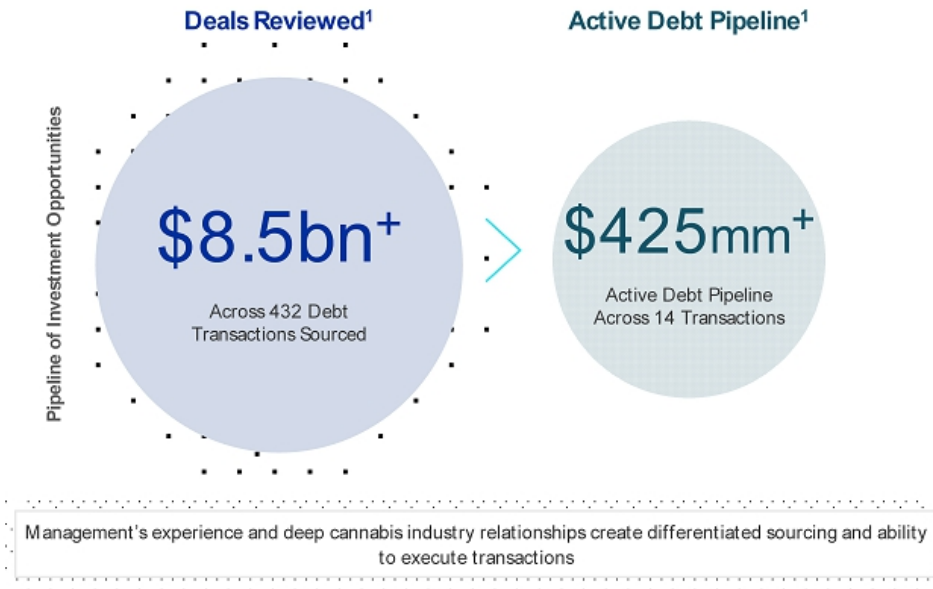 Deals Reviewed¹
Active Debt Pipeline¹
Pipeline of Investment Opportunities
$8.5bn⁺
Across 432 Debt
Transactions Sourced
$425mm⁺
Active Debt Pipeline
Across 14 Transactions
Management's experience and deep cannabis industry relationships create differentiated sourcing and ability
to execute transactions